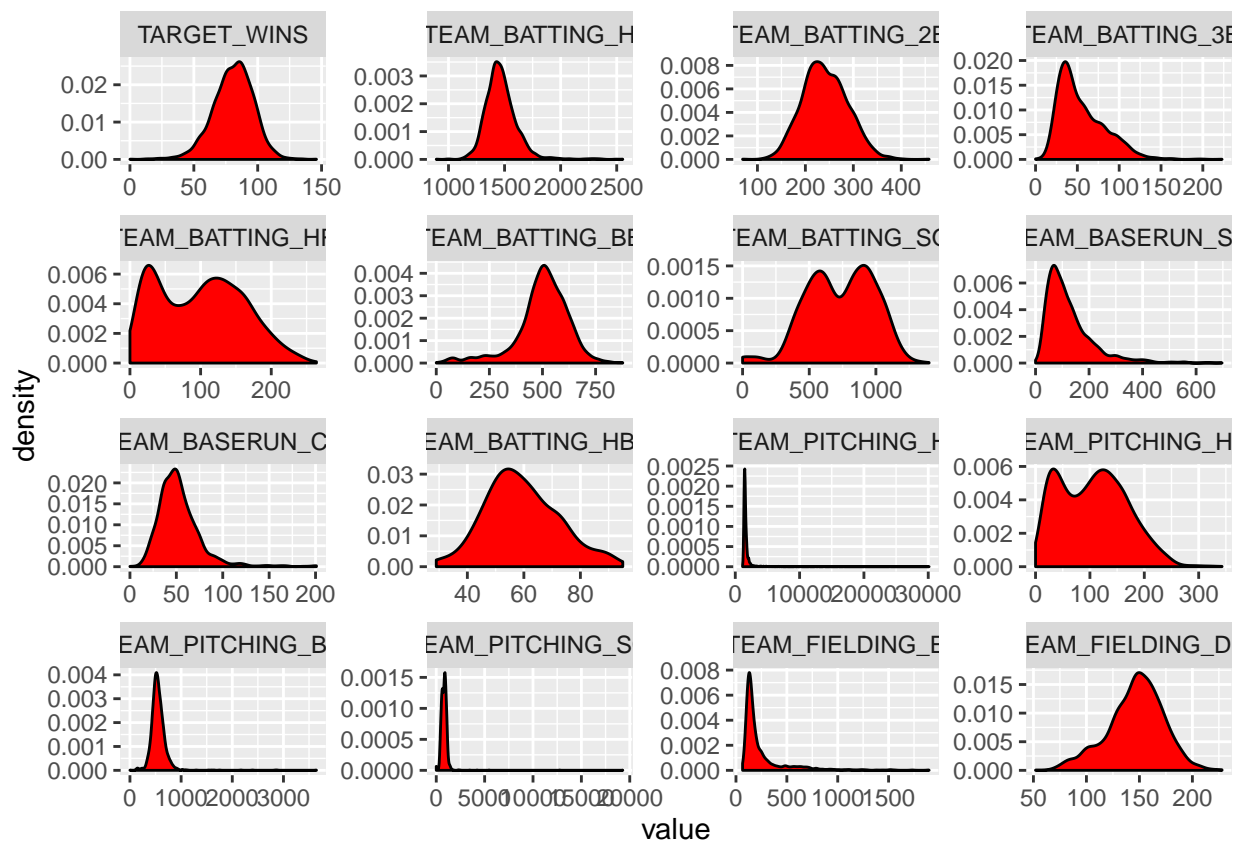 TARGET_WINS
TEAM_BATTING_H
TEAM_BATTING_2B
TEAM_BATTING_3B
0.02
0.01
0.00
0 50 100 150
0.003
0.002
0.001
0.000
1000 1500 2000 2500
0.008
0.006
0.004
0.002
0.000
100 200 300 400
0.020
0.015
0.010
0.005
0.000
0 50 100 150 200
TEAM_BATTING_HR
TEAM_BATTING_BB
TEAM_BATTING_SO
EAM_BASERUN_S
0.006
0.004
0.002
0.000
0 100 200
0.004
0.003
0.002
0.001
0.000
0 250 500 750
0.0015
0.0010
0.0005
0.0000
0 500 1000
0.006
0.004
0.002
0.000
0 200 400 600
EAM_BASERUN_C
EAM_BATTING_HB
TEAM_PITCHING_H
EAM_PITCHING_H
0.020
0.015
0.010
0.005
0.000
0 50 100 150 200
0.03
0.02
0.01
0.00
40 60 80
0.0025
0.0020
0.0015
0.0010
0.0005
0.0000
0 10000 20000 30000
0.006
0.004
0.002
0.000
0 100 200 300
EAM_PITCHING_B
EAM_PITCHING_S
TEAM_FIELDING_E
EAM_FIELDING_D
0.004
0.003
0.002
0.001
0.000
0 1000 2000 3000
0.0015
0.0010
0.0005
0.0000
0 5000 10000 15000 20000
0.008
0.006
0.004
0.002
0.000
0 500 1000 1500
0.015
0.010
0.005
0.000
50 100 150 200
density
value